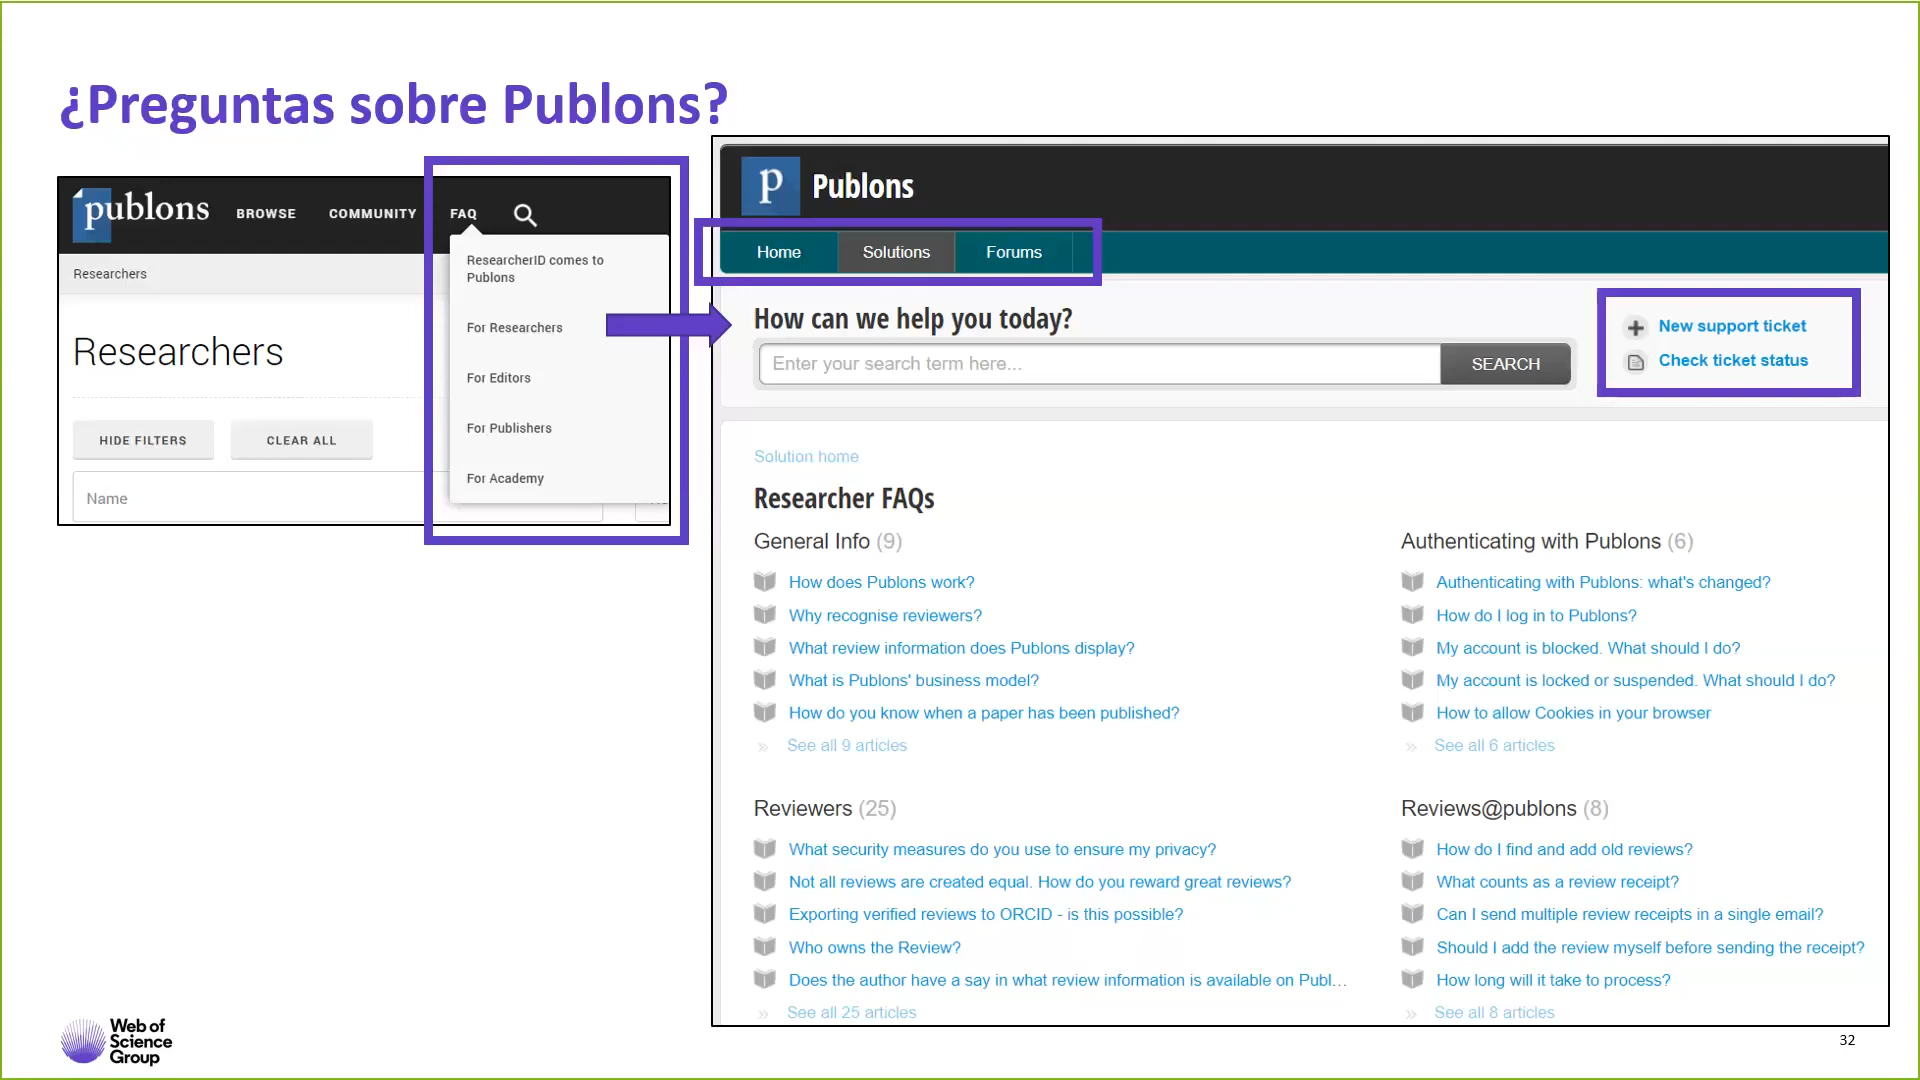 ¿Preguntas sobre Publons?
publons
BROWSE
COMMUNITY
FAQ
Researchers
ResearcherID comes to
Publons
For Researchers
For Editors
For Publishers
For Academy
Researchers
HIDE FILTERS
CLEAR ALL
Name
p
Publons
Home
Solutions
Forums
How can we help you today?
Enter your search term here...
SEARCH
New support ticket
Check ticket status
Solution home
Researcher FAQs
General Info (9)
How does Publons work?
Why recognise reviewers?
What review information does Publons display?
What is Publons' business model?
How do you know when a paper has been published?
» See all 9 articles
Authenticating with Publons (6)
Authenticating with Publons: what's changed?
How do I log in to Publons?
My account is blocked. What should I do?
My account is locked or suspended. What should I do?
How to allow Cookies in your browser
» See all 6 articles
Reviewers (25)
What security measures do you use to ensure my privacy?
Not all reviews are created equal. How do you reward great reviews?
Exporting verified reviews to ORCID - is this possible?
Who owns the Review?
Does the author have a say in what review information is available on Publ...
» See all 25 articles
Reviews@publons (8)
How do I find and add old reviews?
What counts as a review receipt?
Can I send multiple review receipts in a single email?
Should I add the review myself before sending the receipt?
How long will it take to process?
» See all 8 articles
Web of
Science
Group
32